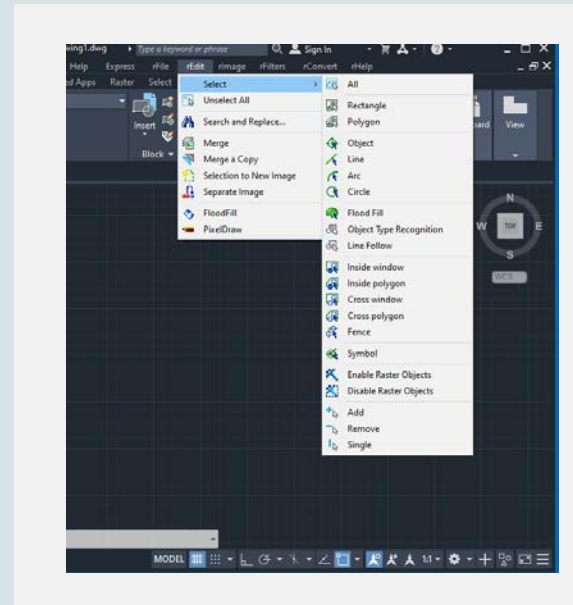 wing1.dwg Type a keyword or phrase Sign In
Help Express rFile rEdit rImage rFilters rConvert rHelp
ed Apps Raster Select
Insert
Block
ard
View
Select
Unselect All
Search and Replace...
Merge
Merge a Copy
Selection to New Image
Separate Image
FloodFill
PixelDraw
All
Rectangle
Polygon
Object
Line
Arc
Circle
Flood Fill
Object Type Recognition
Line Follow
Inside window
Inside polygon
Cross window
Cross polygon
Fence
Symbol
Enable Raster Objects
Disable Raster Objects
Add
Remove
Single
N
W TOP E
S
WCS
MODEL 1:1